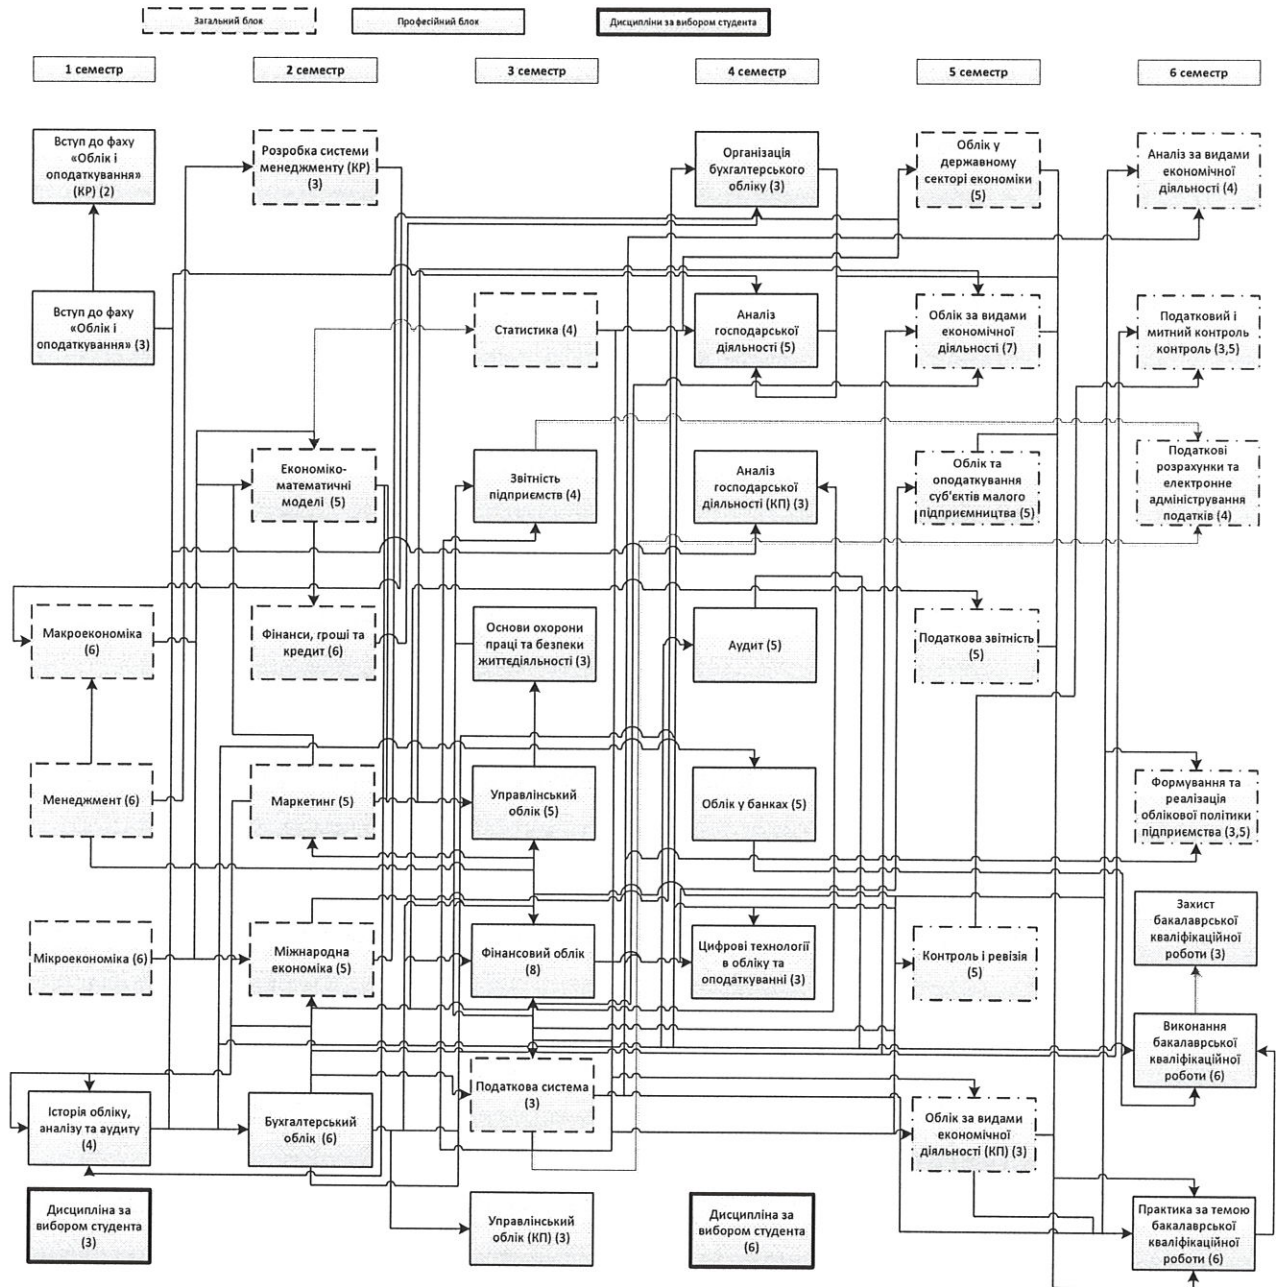 Загальний блок
Професійний блок
Дисципліни за вибором студента
1 семестр
2 семестр
3 семестр
4 семестр
5 семестр
6 семестр
Вступ до фаху
«Облік і
оподаткування»
(КР) (2)
Розробка системи
менеджменту (КР)
(3)
Організація
бухгалтерського
обліку (3)
Облік у
державному
секторі економіки
(5)
Аналіз за видами
економічної
діяльності (4)
Вступ до фаху
«Облік і
оподаткування» (3)
Статистика (4)
Аналіз
господарської
діяльності (5)
Облік за видами
економічної
діяльності (7)
Податковий і
митний контроль
контроль (3,5)
Економіко-
математичні
моделі (5)
Звітність
підприємств (4)
Аналіз
господарської
діяльності (КП) (3)
Облік та
оподаткування
суб'єктів малого
підприємництва (5)
Податкові
розрахунки та
електронне
адміністрування
податків (4)
Макроекономіка
(6)
Фінанси, гроші та
кредит (6)
Основи охорони
праці та безпеки
життєдіяльності (3)
Аудит (5)
Податкова звітність
(5)
Менеджмент (6)
Маркетинг (5)
Управлінський
облік (5)
Облік у банках (5)
Формування та
реалізація
облікової політики
підприємства (3,5)
Мікроекономіка (6)
Міжнародна
економіка (5)
Фінансовий облік
(8)
Цифрові технології
в обліку та
оподаткуванні (3)
Контроль і ревізія
(5)
Захист
бакалаврської
кваліфікаційної
роботи (3)
Виконання
бакалаврської
кваліфікаційної
роботи (6)
Історія обліку,
аналізу та аудиту
(4)
Бухгалтерський
облік (6)
Податкова система
(3)
Облік за видами
економічної
діяльності (КП) (3)
Дисципліна за
вибором студента
(3)
Управлінський
облік (КП) (3)
Дисципліна за
вибором студента
(6)
Практика за темою
бакалаврської
кваліфікаційної
роботи (6)